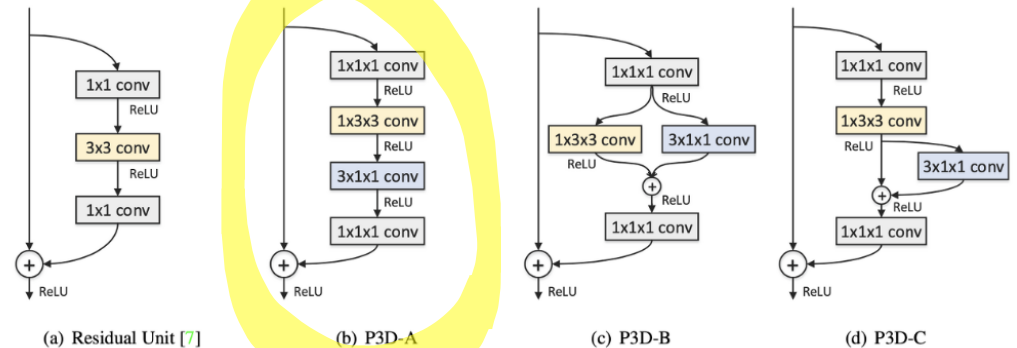 1x1 conv
ReLU
3x3 conv
ReLU
1x1 conv
+
ReLU
(a) Residual Unit [7]
1x1x1 conv
ReLU
1x3x3 conv
ReLU
3x1x1 conv
ReLU
1x1x1 conv
+
ReLU
(b) P3D-A
1x1x1 conv
ReLU
1x3x3 conv
3x1x1 conv
ReLU
+
ReLU
1x1x1 conv
+
ReLU
(c) P3D-B
1x1x1 conv
ReLU
1x3x3 conv
ReLU
3x1x1 conv
+
ReLU
1x1x1 conv
+
ReLU
(d) P3D-C